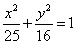 x²/25 + y²/16 = 1